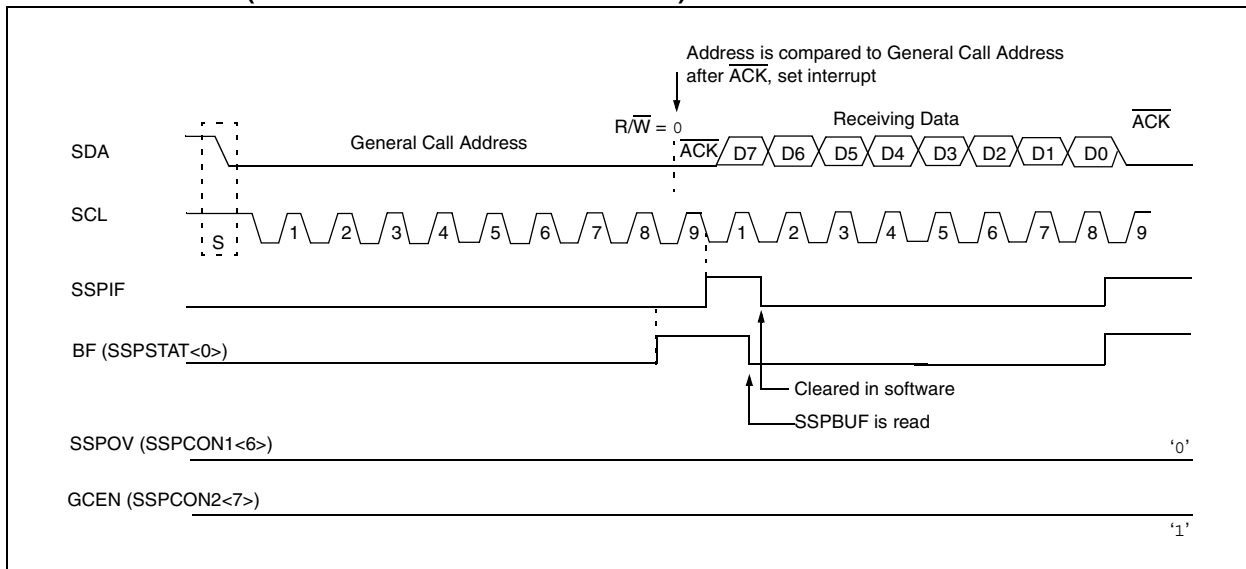 Address is compared to General Call Address
after ACK, set interrupt
R/W = 0
Receiving Data
ACK
General Call Address
SDA
ACK D7 D6 D5 D4 D3 D2 D1 D0
SCL
S
1 2 3 4 5 6 7 8 9 1 2 3 4 5 6 7 8 9
SSPIF
BF (SSPSTAT<0>)
Cleared in software
SSPBUF is read
SSPOV (SSPCON1<6>)
‘0’
GCEN (SSPCON2<7>)
‘1’